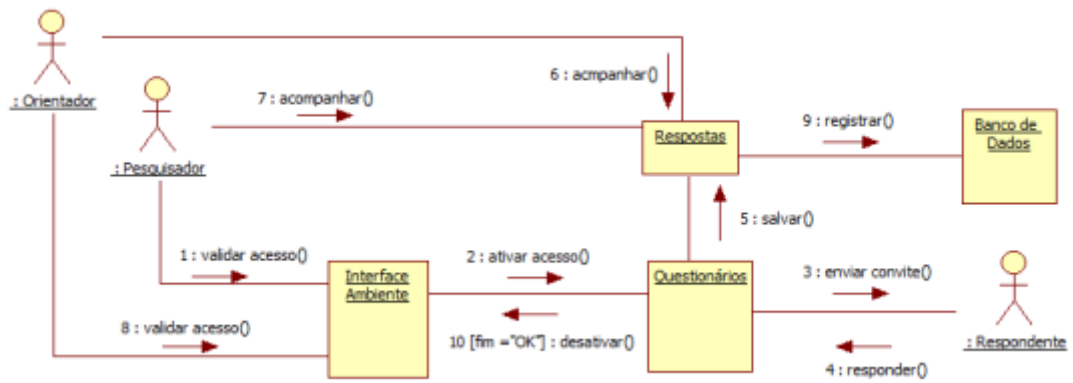 : Orientador
6 : acmpanhar()
7 : acompanhar()
: Pesquisador
Respostas
9 : registrar()
Banco de
Dados
5 : salvar()
1 : validar acesso()
Interface
Ambiente
2 : ativar acesso()
Questionários
3 : enviar convite()
8 : validar acesso()
10 [fim ="OK"] : desativar()
: Respondente
4 : responder()